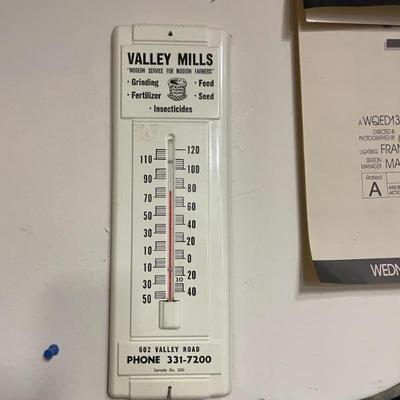 VALLEY MILLS
"MODERN SERVICE FOR MODERN FARMERS"
• Grinding • Feed
• Fertilizer • Seed
• Insecticides
120
110
100
90
80
70
60
50
40
30
20
10
0
10
20
30
40
50
602 VALLEY ROAD
PHONE 331-7200
Sample No. 300
A WQED13
DIRECTED &
PHOTOGRAPHED BY
LIGHTING FRAN
STATION
MANAGER MA
Rated
A
WEDN